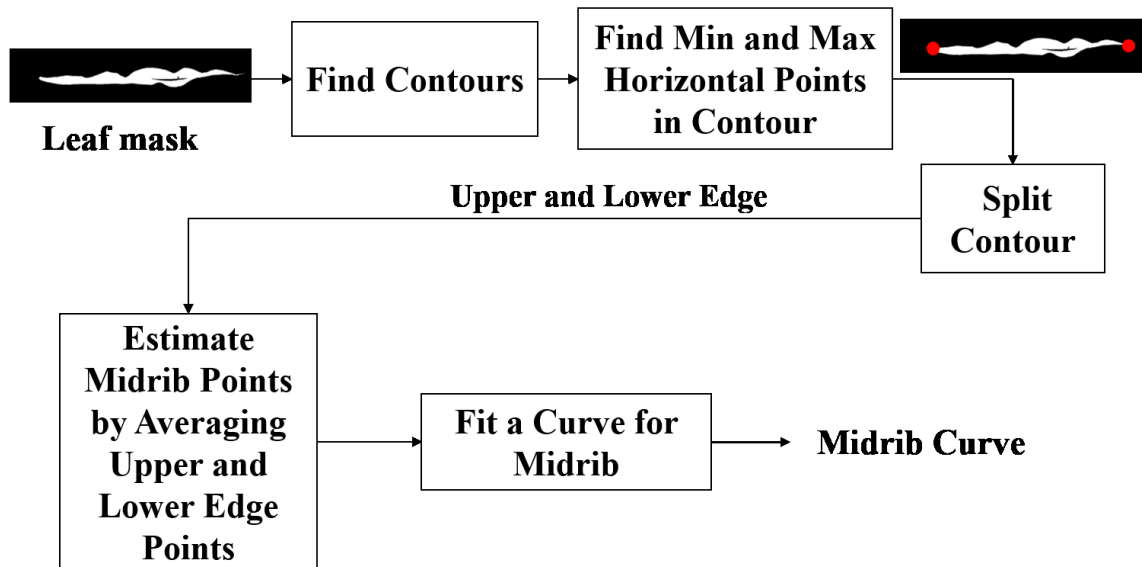 Leaf mask
Find Contours
Find Min and Max
Horizontal Points
in Contour
Split
Contour
Upper and Lower Edge
Estimate
Midrib Points
by Averaging
Upper and
Lower Edge
Points
Fit a Curve for
Midrib
Midrib Curve